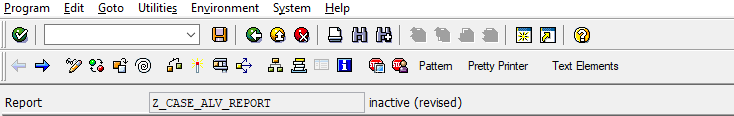 Program Edit Goto Utilities Environment System Help
Pattern Pretty Printer Text Elements
Report Z_CASE_ALV_REPORT inactive (revised)